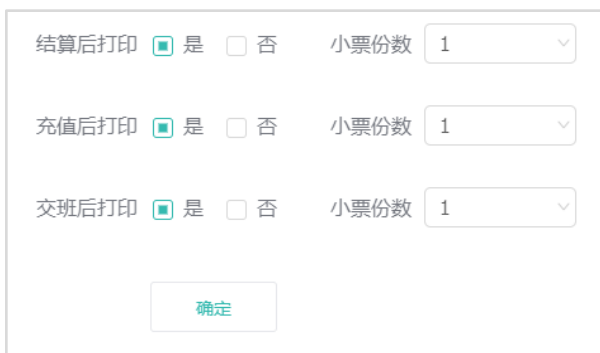 结算后打印 是 否 小票份数 1
充值后打印 是 否 小票份数 1
交班后打印 是 否 小票份数 1
确定